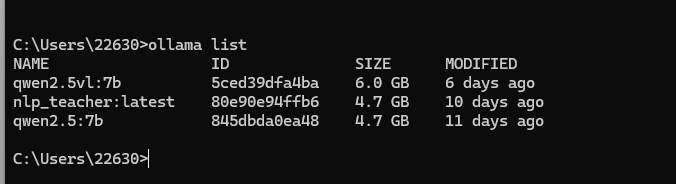 C:\Users\22630>ollama list
NAME ID SIZE MODIFIED
qwen2.5vl:7b 5ced39dfa4ba 6.0 GB 6 days ago
nlp_teacher:latest 80e90e94ffb6 4.7 GB 10 days ago
qwen2.5:7b 845dbda0ea48 4.7 GB 11 days ago
C:\Users\22630>